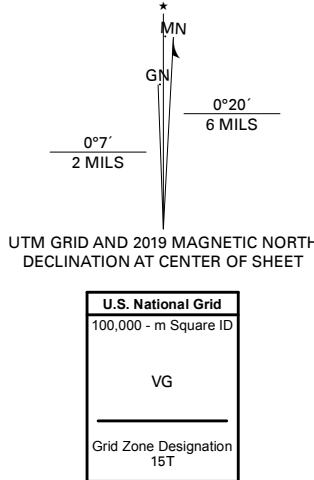 ★
MN
GN
0°20´
6 MILS
0°7´
2 MILS
UTM GRID AND 2019 MAGNETIC NORTH
DECLINATION AT CENTER OF SHEET
U.S. National Grid
100,000 - m Square ID
VG
Grid Zone Designation
15T